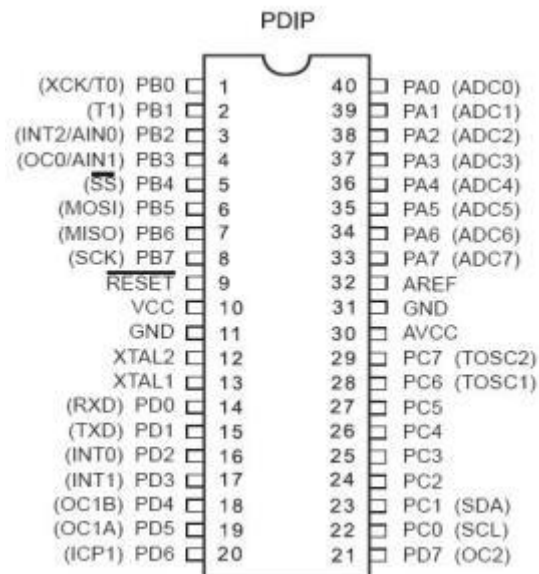 PDIP
(XCK/T0) PB0 1 40 PA0 (ADC0)
(T1) PB1 2 39 PA1 (ADC1)
(INT2/AIN0) PB2 3 38 PA2 (ADC2)
(OC0/AIN1) PB3 4 37 PA3 (ADC3)
(SS) PB4 5 36 PA4 (ADC4)
(MOSI) PB5 6 35 PA5 (ADC5)
(MISO) PB6 7 34 PA6 (ADC6)
(SCK) PB7 8 33 PA7 (ADC7)
RESET 9 32 AREF
VCC 10 31 GND
GND 11 30 AVCC
XTAL2 12 29 PC7 (TOSC2)
XTAL1 13 28 PC6 (TOSC1)
(RXD) PD0 14 27 PC5
(TXD) PD1 15 26 PC4
(INT0) PD2 16 25 PC3
(INT1) PD3 17 24 PC2
(OC1B) PD4 18 23 PC1 (SDA)
(OC1A) PD5 19 22 PC0 (SCL)
(ICP1) PD6 20 21 PD7 (OC2)